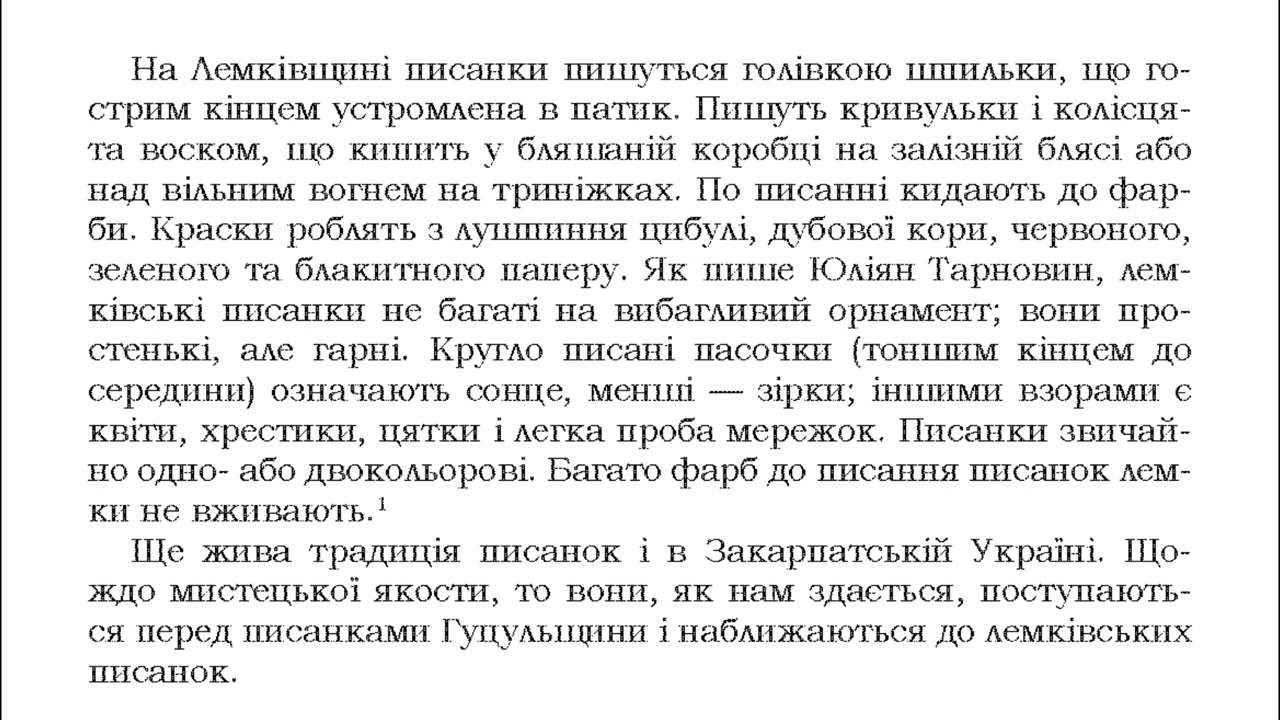 На Лемківщині писанки пишуться голівкою шпильки, що го-
стрим кінцем устромлена в патик. Пишуть кривульки і колісця-
та воском, що кипить у бляшаній коробці на залізній блясі або
над вільним вогнем на триніжках. По писанні кидають до фар-
би. Краски роблять з лушпиння цибулі, дубової кори, червоного,
зеленого та блакитного паперу. Як пише Юліян Тарновин, лем-
ківські писанки не багаті на вибагливий орнамент; вони про-
стенькі, але гарні. Кругло писані пасочки (тоншим кінцем до
середини) означають сонце, менші — зірки; іншими взорами є
квіти, хрестики, цятки і легка проба мережок. Писанки звичай-
но одно- або двокольорові. Багато фарб до писання писанок лем-
ки не вживають.¹
Ще жива традиція писанок і в Закарпатській Україні. Що-
ждо мистецької якости, то вони, як нам здається, поступають-
ся перед писанками Гуцульщини і наближаються до лемківських
писанок.